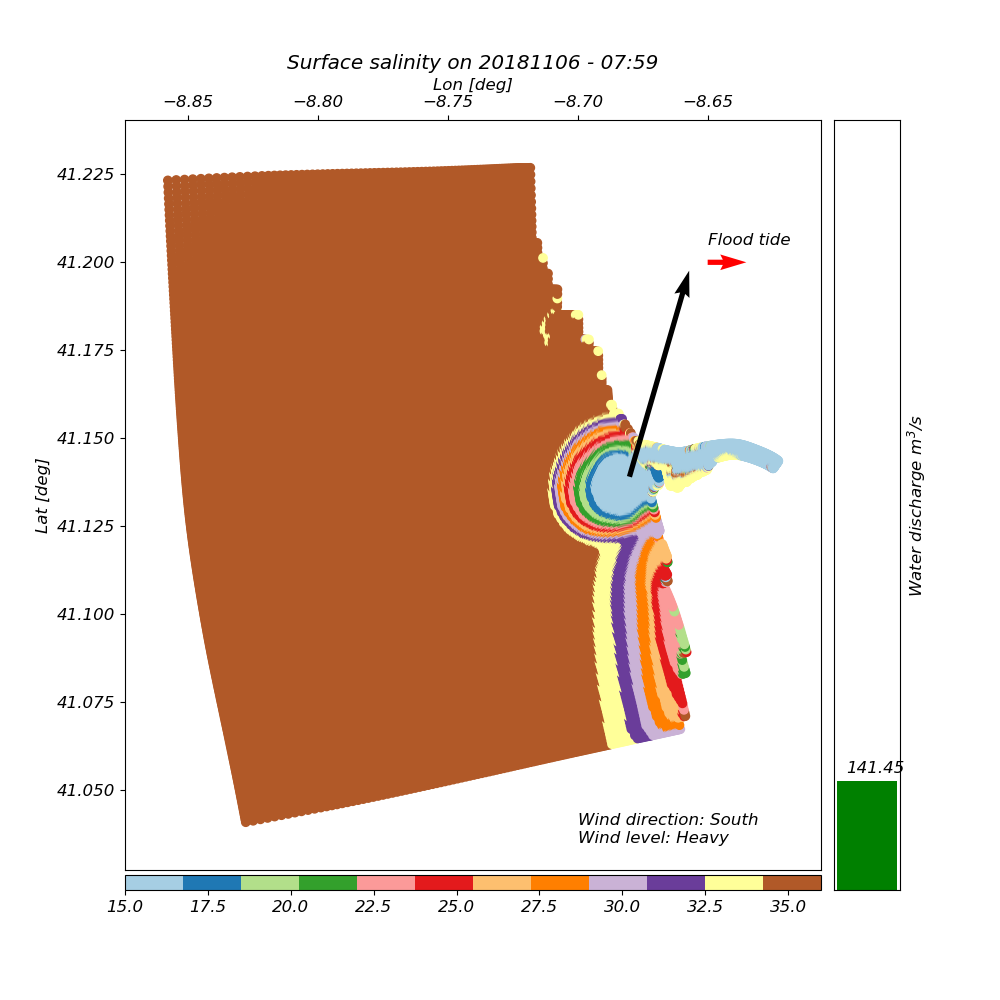 Surface salinity on 20181106 - 07:59
Lon [deg]
−8.85 −8.80 −8.75 −8.70 −8.65
41.225
41.200
41.175
41.150
41.125
41.100
41.075
41.050
Lat [deg]
Flood tide
Wind direction: South
Wind level: Heavy
141.45
Water discharge m³/s
15.0 17.5 20.0 22.5 25.0 27.5 30.0 32.5 35.0